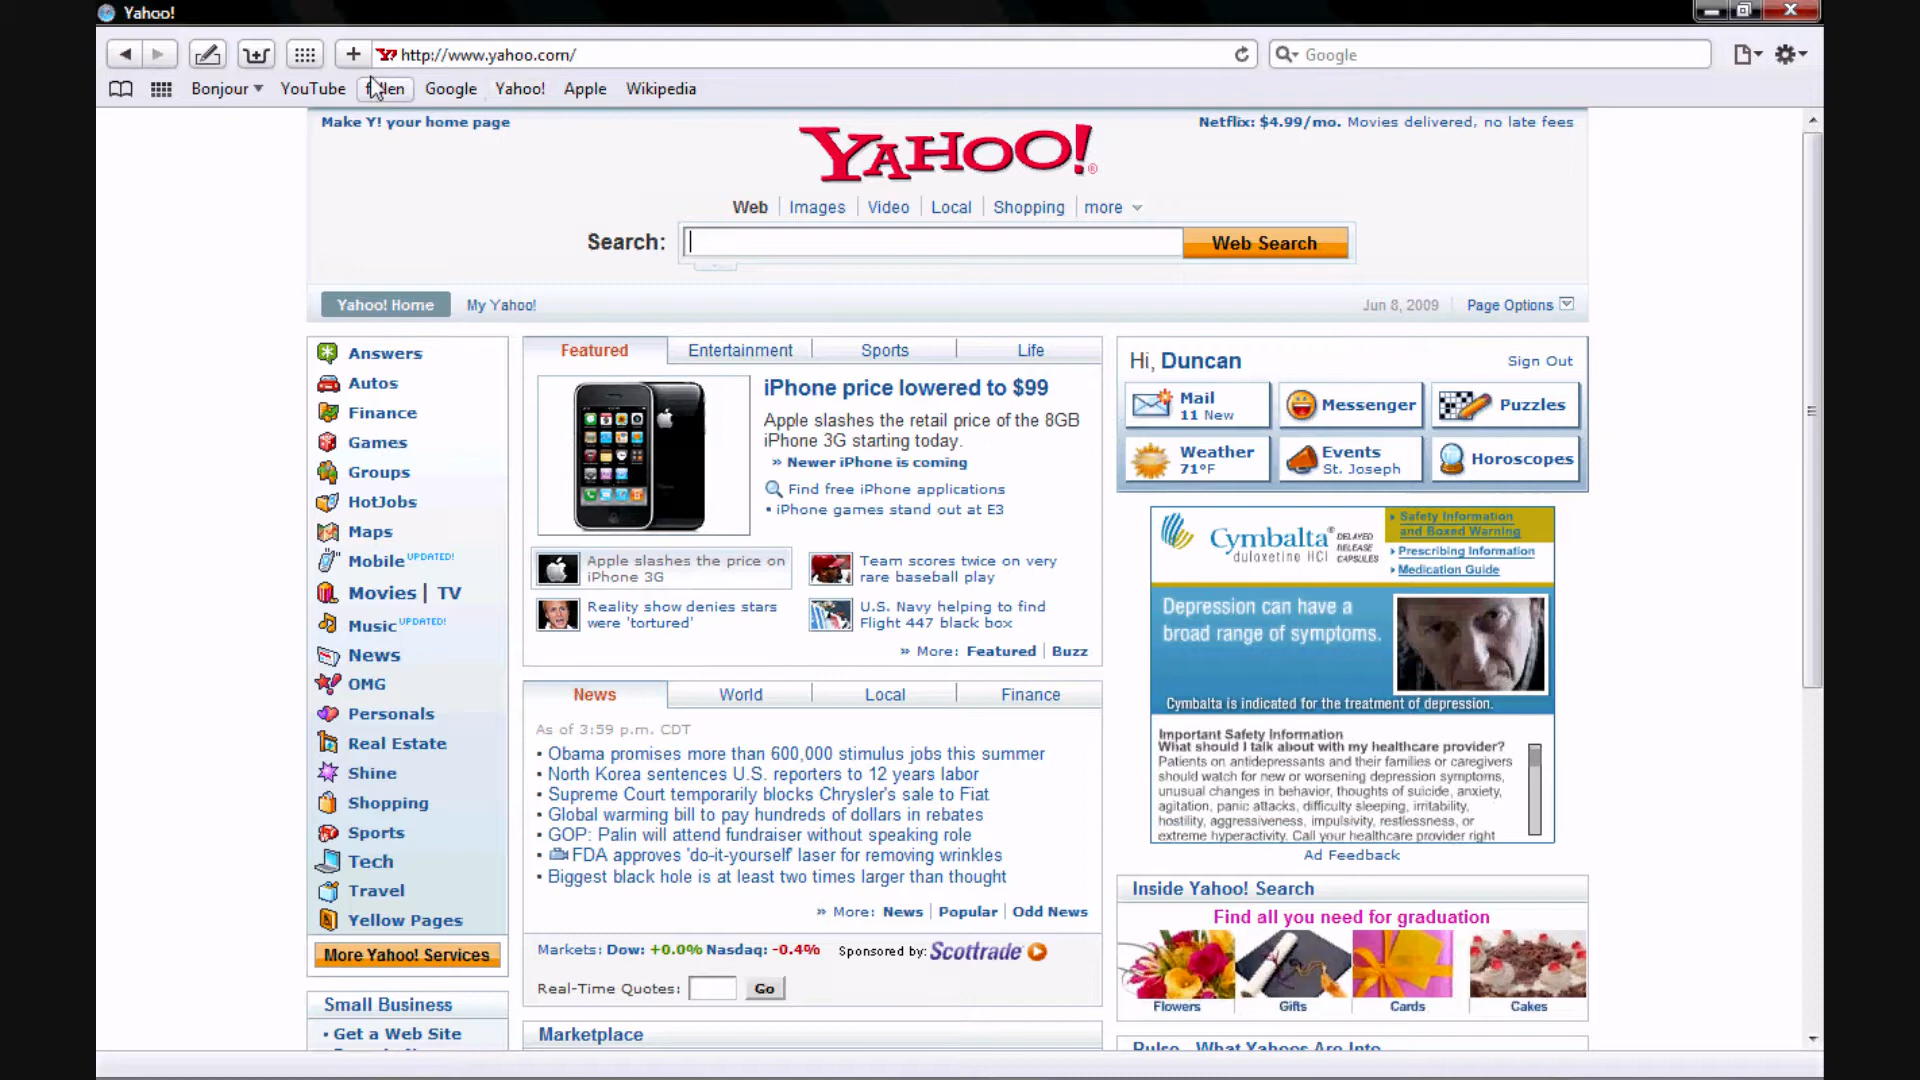 Yahoo!
http://www.yahoo.com/
Google
Bonjour YouTube Google Yahoo! Apple Wikipedia
Make Y! your home page
Netflix: $4.99/mo. Movies delivered, no late fees
YAHOO!®
Web Images Video Local Shopping more
Search:
Web Search
Yahoo! Home My Yahoo!
Jun 8, 2009 Page Options
Answers
Autos
Finance
Games
Groups
HotJobs
Maps
Mobile UPDATED!
Movies | TV
Music UPDATED!
News
OMG
Personals
Real Estate
Shine
Shopping
Sports
Tech
Travel
Yellow Pages
More Yahoo! Services
Small Business
• Get a Web Site
Featured Entertainment Sports Life
iPhone price lowered to $99
Apple slashes the retail price of the 8GB
iPhone 3G starting today.
» Newer iPhone is coming
Find free iPhone applications
• iPhone games stand out at E3
Apple slashes the price on
iPhone 3G
Team scores twice on very
rare baseball play
Reality show denies stars
were 'tortured'
U.S. Navy helping to find
Flight 447 black box
» More: Featured | Buzz
News World Local Finance
As of 3:59 p.m. CDT
• Obama promises more than 600,000 stimulus jobs this summer
• North Korea sentences U.S. reporters to 12 years labor
• Supreme Court temporarily blocks Chrysler's sale to Fiat
• Global warming bill to pay hundreds of dollars in rebates
• GOP: Palin will attend fundraiser without speaking role
• FDA approves 'do-it-yourself' laser for removing wrinkles
• Biggest black hole is at least two times larger than thought
» More: News | Popular | Odd News
Markets: Dow: +0.0% Nasdaq: -0.4% Sponsored by: Scottrade
Real-Time Quotes: Go
Marketplace
Hi, Duncan
Sign Out
Mail
11 New
Messenger
Puzzles
Weather
71°F
Events
St. Joseph
Horoscopes
Cymbalta®
duloxetine HCl
DELAYED
RELEASE
CAPSULES
Safety Information
and Boxed Warning
Prescribing Information
Medication Guide
Depression can have a
broad range of symptoms.
Cymbalta is indicated for the treatment of depression.
Important Safety Information
What should I talk about with my healthcare provider?
Patients on antidepressants and their families or caregivers
should watch for new or worsening depression symptoms,
unusual changes in behavior, thoughts of suicide, anxiety,
agitation, panic attacks, difficulty sleeping, irritability,
hostility, aggressiveness, impulsivity, restlessness, or
extreme hyperactivity. Call your healthcare provider right
Ad Feedback
Inside Yahoo! Search
Find all you need for graduation
Flowers Gifts Cards Cakes
Pulse - What Yahoos Are Into